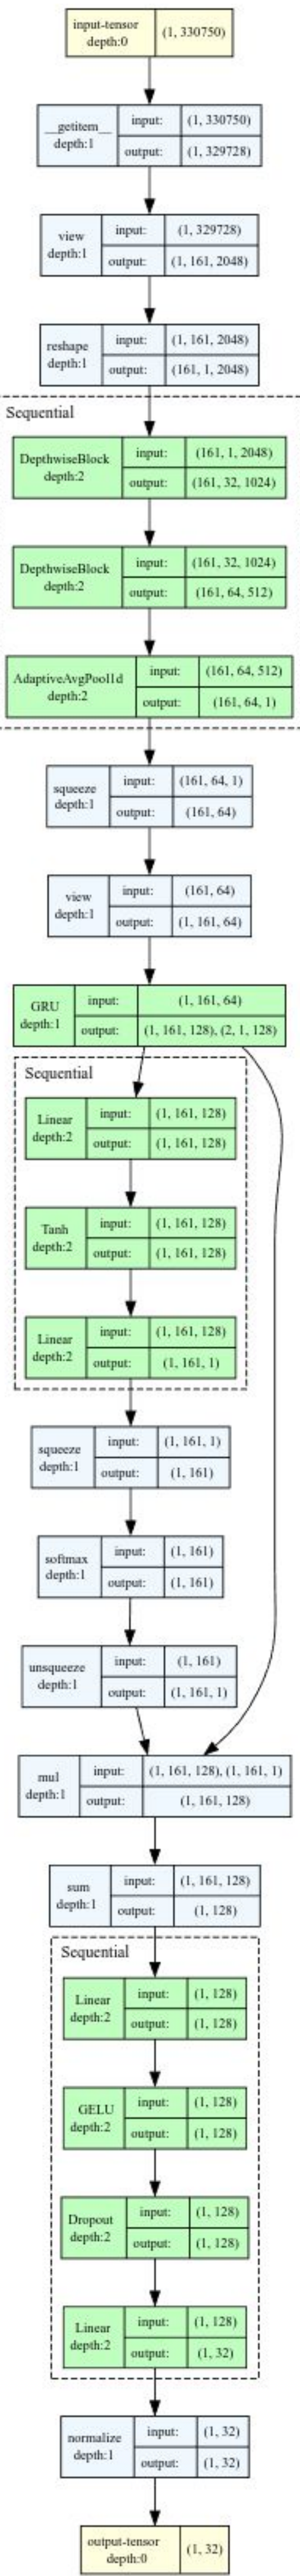 input-tensor
depth:0
(1, 330750)
__getitem__
depth:1
input:
(1, 330750)
output:
(1, 329728)
view
depth:1
input:
(1, 329728)
output:
(1, 161, 2048)
reshape
depth:1
input:
(1, 161, 2048)
output:
(161, 1, 2048)
Sequential
DepthwiseBlock
depth:2
input:
(161, 1, 2048)
output:
(161, 32, 1024)
DepthwiseBlock
depth:2
input:
(161, 32, 1024)
output:
(161, 64, 512)
AdaptiveAvgPool1d
depth:2
input:
(161, 64, 512)
output:
(161, 64, 1)
squeeze
depth:1
input:
(161, 64, 1)
output:
(161, 64)
view
depth:1
input:
(161, 64)
output:
(1, 161, 64)
GRU
depth:1
input:
(1, 161, 64)
output:
(1, 161, 128), (2, 1, 128)
Sequential
Linear
depth:2
input:
(1, 161, 128)
output:
(1, 161, 128)
Tanh
depth:2
input:
(1, 161, 128)
output:
(1, 161, 128)
Linear
depth:2
input:
(1, 161, 128)
output:
(1, 161, 1)
squeeze
depth:1
input:
(1, 161, 1)
output:
(1, 161)
softmax
depth:1
input:
(1, 161)
output:
(1, 161)
unsqueeze
depth:1
input:
(1, 161)
output:
(1, 161, 1)
mul
depth:1
input:
(1, 161, 128), (1, 161, 1)
output:
(1, 161, 128)
sum
depth:1
input:
(1, 161, 128)
output:
(1, 128)
Sequential
Linear
depth:2
input:
(1, 128)
output:
(1, 128)
GELU
depth:2
input:
(1, 128)
output:
(1, 128)
Dropout
depth:2
input:
(1, 128)
output:
(1, 128)
Linear
depth:2
input:
(1, 128)
output:
(1, 32)
normalize
depth:1
input:
(1, 32)
output:
(1, 32)
output-tensor
depth:0
(1, 32)